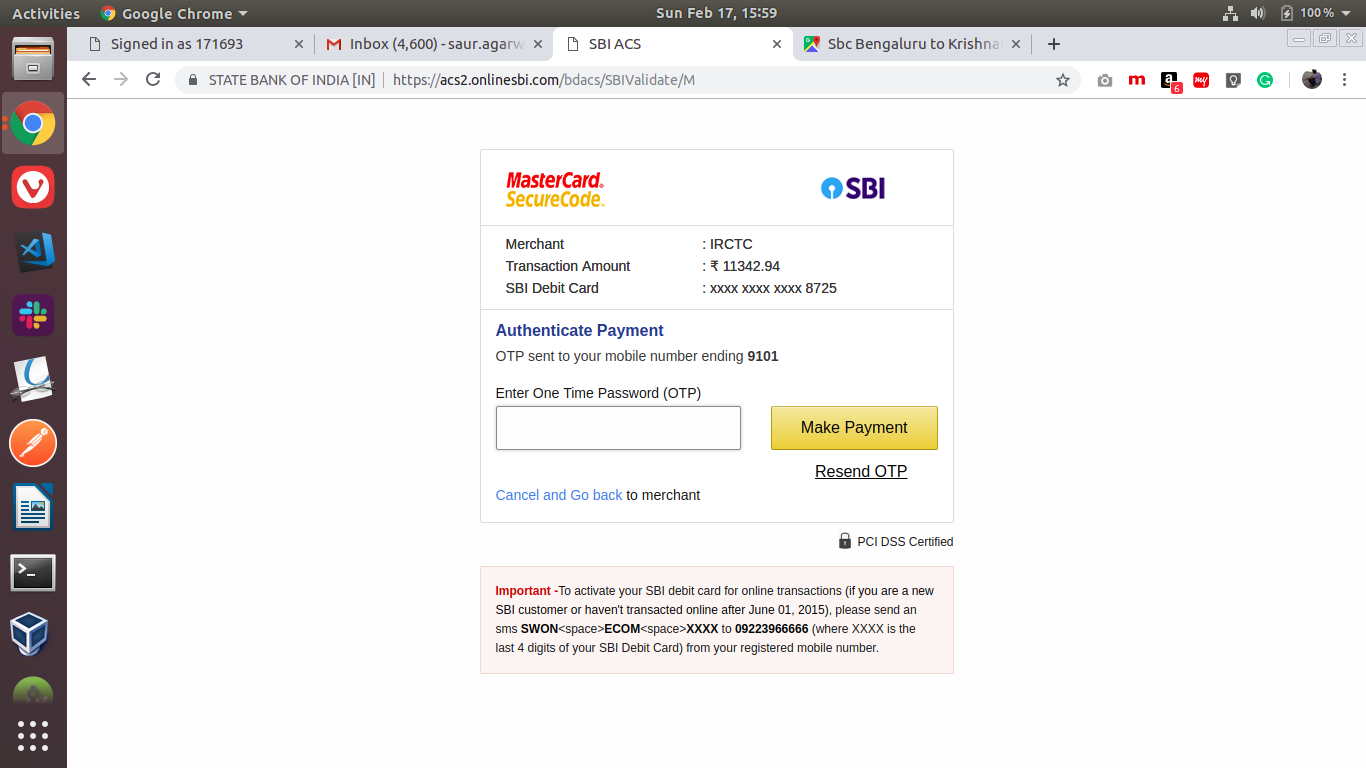 Activities Google Chrome Sun Feb 17, 15:59 100 %
Signed in as 171693 Inbox (4,600) - saur.agarw SBI ACS Sbc Bengaluru to Krishna
STATE BANK OF INDIA [IN] https://acs2.onlinesbi.com/bdacs/SBIValidate/M m a 6 my G
MasterCard.
SecureCode™
SBI
Merchant : IRCTC
Transaction Amount : ₹ 11342.94
SBI Debit Card : xxxx xxxx xxxx 8725
Authenticate Payment
OTP sent to your mobile number ending 9101
Enter One Time Password (OTP)
Make Payment
Resend OTP
Cancel and Go back to merchant
PCI DSS Certified
Important -To activate your SBI debit card for online transactions (if you are a new
SBI customer or haven't transacted online after June 01, 2015), please send an
sms SWON<space>ECOM<space>XXXX to 09223966666 (where XXXX is the
last 4 digits of your SBI Debit Card) from your registered mobile number.